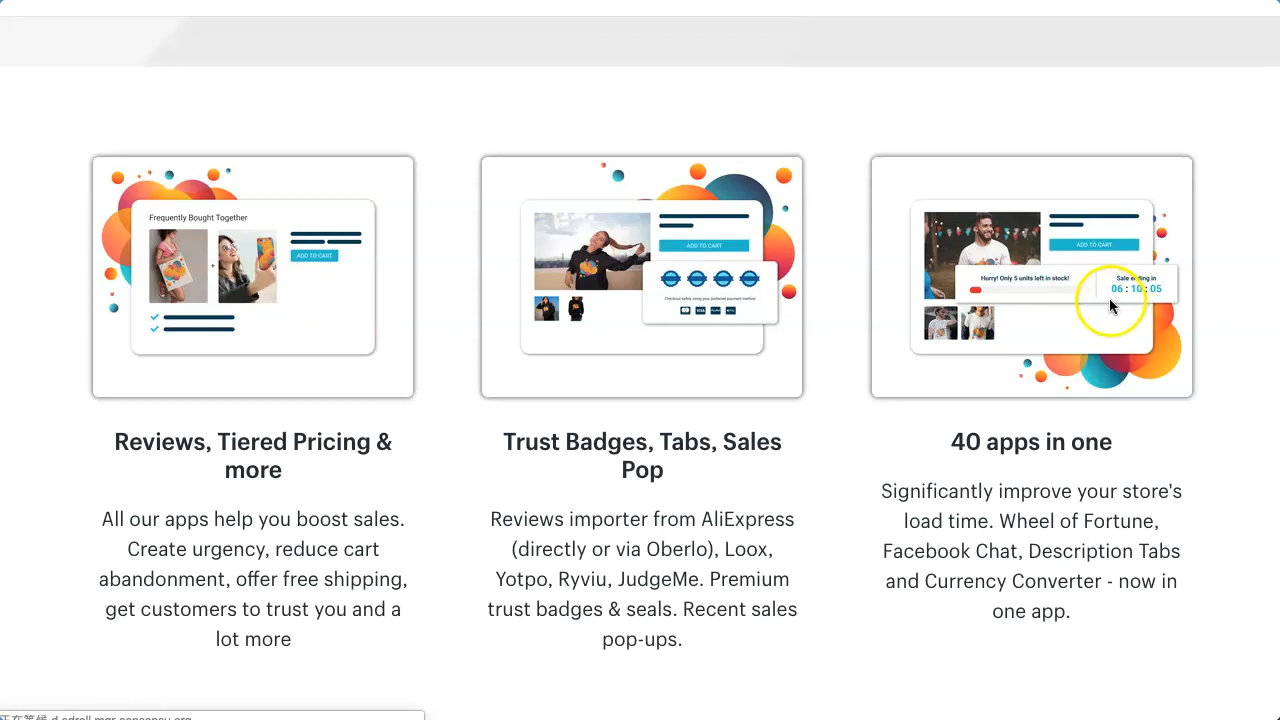 Frequently Bought Together
+
ADD TO CART
ADD TO CART
Checkout safely using your preferred payment method
VISA
ADD TO CART
Hurry! Only 5 units left in stock!
Sale ending in
06 : 10 : 05
Reviews, Tiered Pricing &
more
All our apps help you boost sales.
Create urgency, reduce cart
abandonment, offer free shipping,
get customers to trust you and a
lot more
Trust Badges, Tabs, Sales
Pop
Reviews importer from AliExpress
(directly or via Oberlo), Loox,
Yotpo, Ryviu, JudgeMe. Premium
trust badges & seals. Recent sales
pop-ups.
40 apps in one
Significantly improve your store's
load time. Wheel of Fortune,
Facebook Chat, Description Tabs
and Currency Converter - now in
one app.